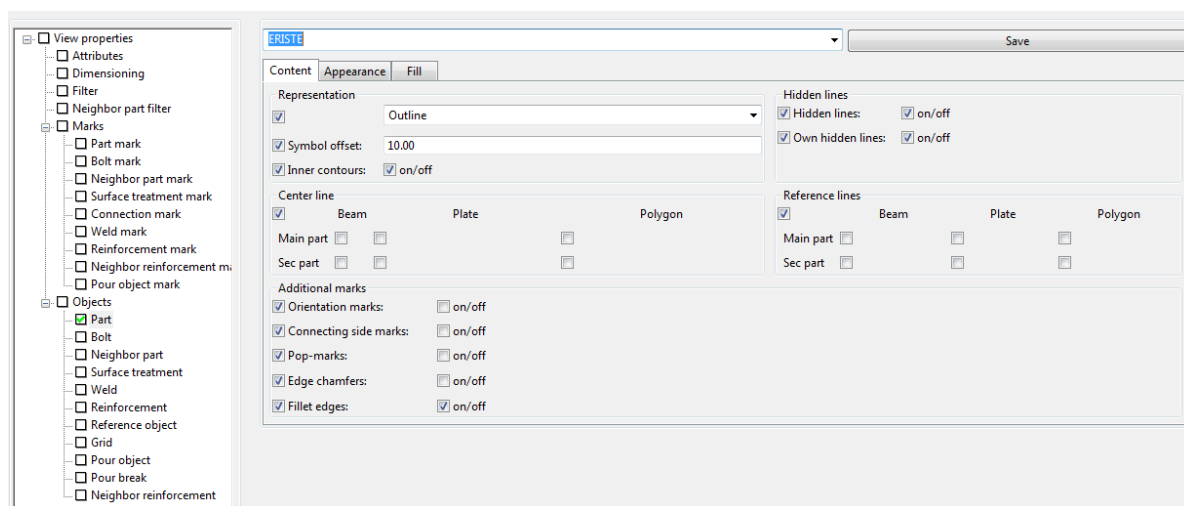 View properties
Attributes
Dimensioning
Filter
Neighbor part filter
Marks
Part mark
Bolt mark
Neighbor part mark
Surface treatment mark
Connection mark
Weld mark
Reinforcement mark
Neighbor reinforcement ma
Pour object mark
Objects
Part
Bolt
Neighbor part
Surface treatment
Weld
Reinforcement
Reference object
Grid
Pour object
Pour break
Neighbor reinforcement
ERISTE Save
Content Appearance Fill
Representation
Outline
Symbol offset: 10.00
Inner contours: on/off
Hidden lines
Hidden lines: on/off
Own hidden lines: on/off
Center line
Beam Plate Polygon
Main part
Sec part
Reference lines
Beam Plate Polygon
Main part
Sec part
Additional marks
Orientation marks: on/off
Connecting side marks: on/off
Pop-marks: on/off
Edge chamfers: on/off
Fillet edges: on/off